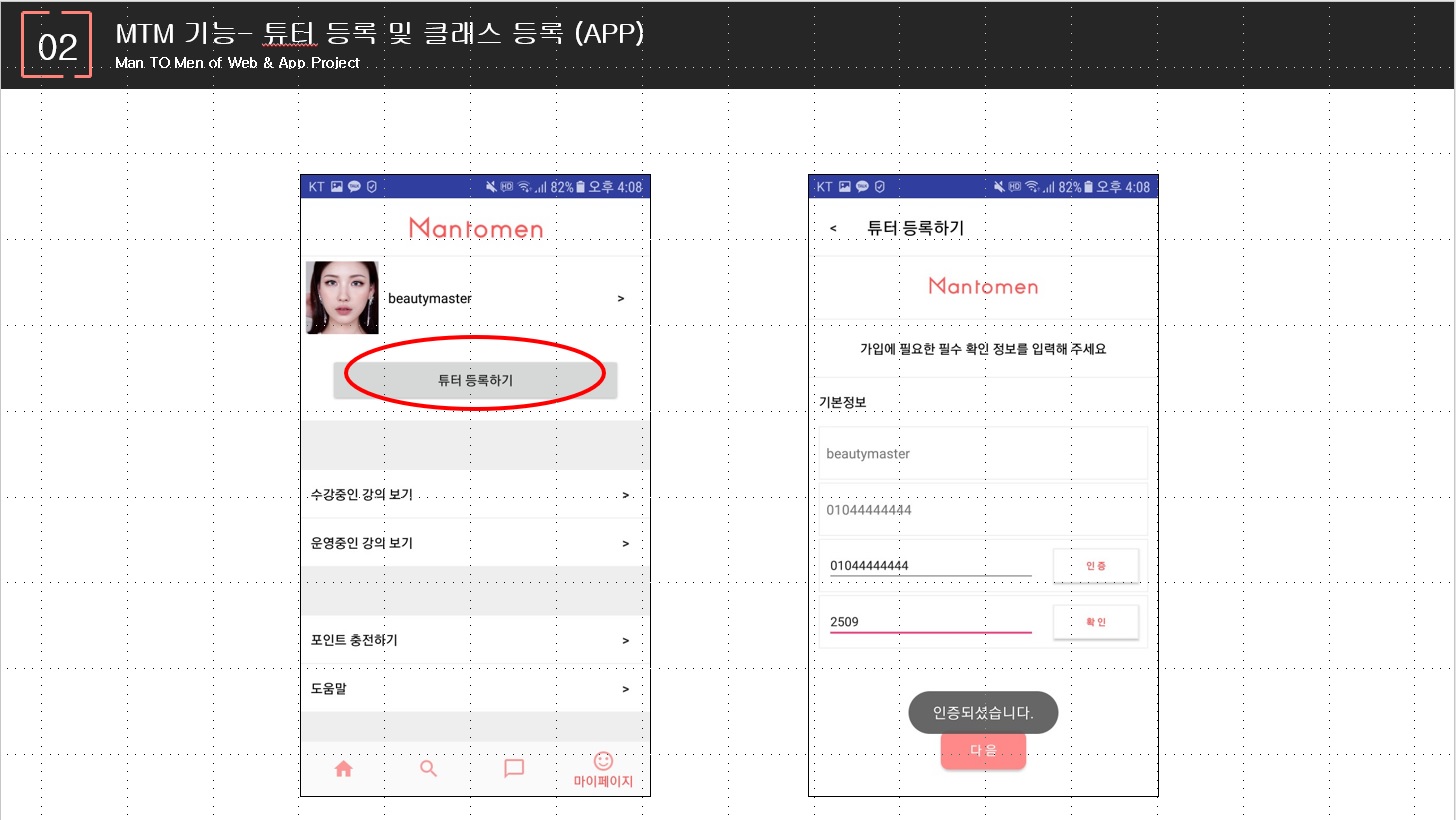 02
MTM 기능- 튜터 등록 및 클래스 등록 (APP)
Man TO Men of Web & App Project
KT HD 82% 오후 4:08
Mantomen
beautymaster >
튜터 등록하기
수강중인 강의 보기 >
운영중인 강의 보기 >
포인트 충전하기 >
도움말 >
마이페이지
KT HD 82% 오후 4:08
< 튜터 등록하기
Mantomen
가입에 필요한 필수 확인 정보를 입력해 주세요
기본정보
beautymaster
01044444444
01044444444 인증
2509 확인
인증되셨습니다.
다음